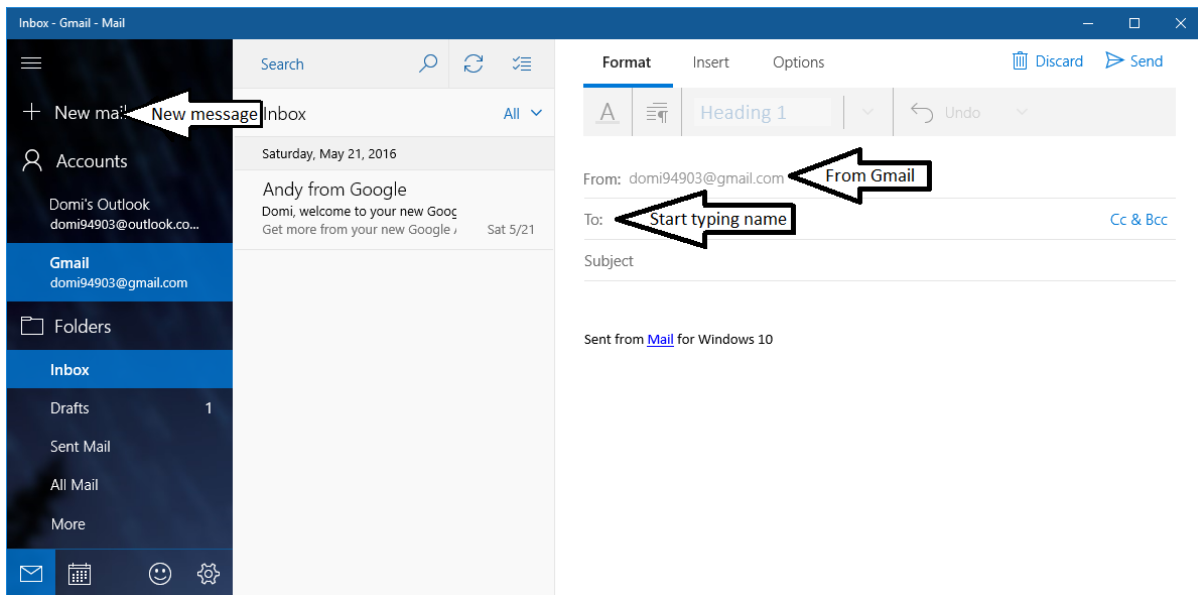 Inbox - Gmail - Mail
New mail
New message
Accounts
Domi's Outlook
domi94903@outlook.co...
Gmail
domi94903@gmail.com
Folders
Inbox
Drafts 1
Sent Mail
All Mail
More
Search
Inbox All
Saturday, May 21, 2016
Andy from Google
Domi, welcome to your new Goog
Get more from your new Google A Sat 5/21
Format Insert Options Discard Send
A Heading 1 Undo
From: domi94903@gmail.com From Gmail
To: Start typing name Cc & Bcc
Subject
Sent from Mail for Windows 10